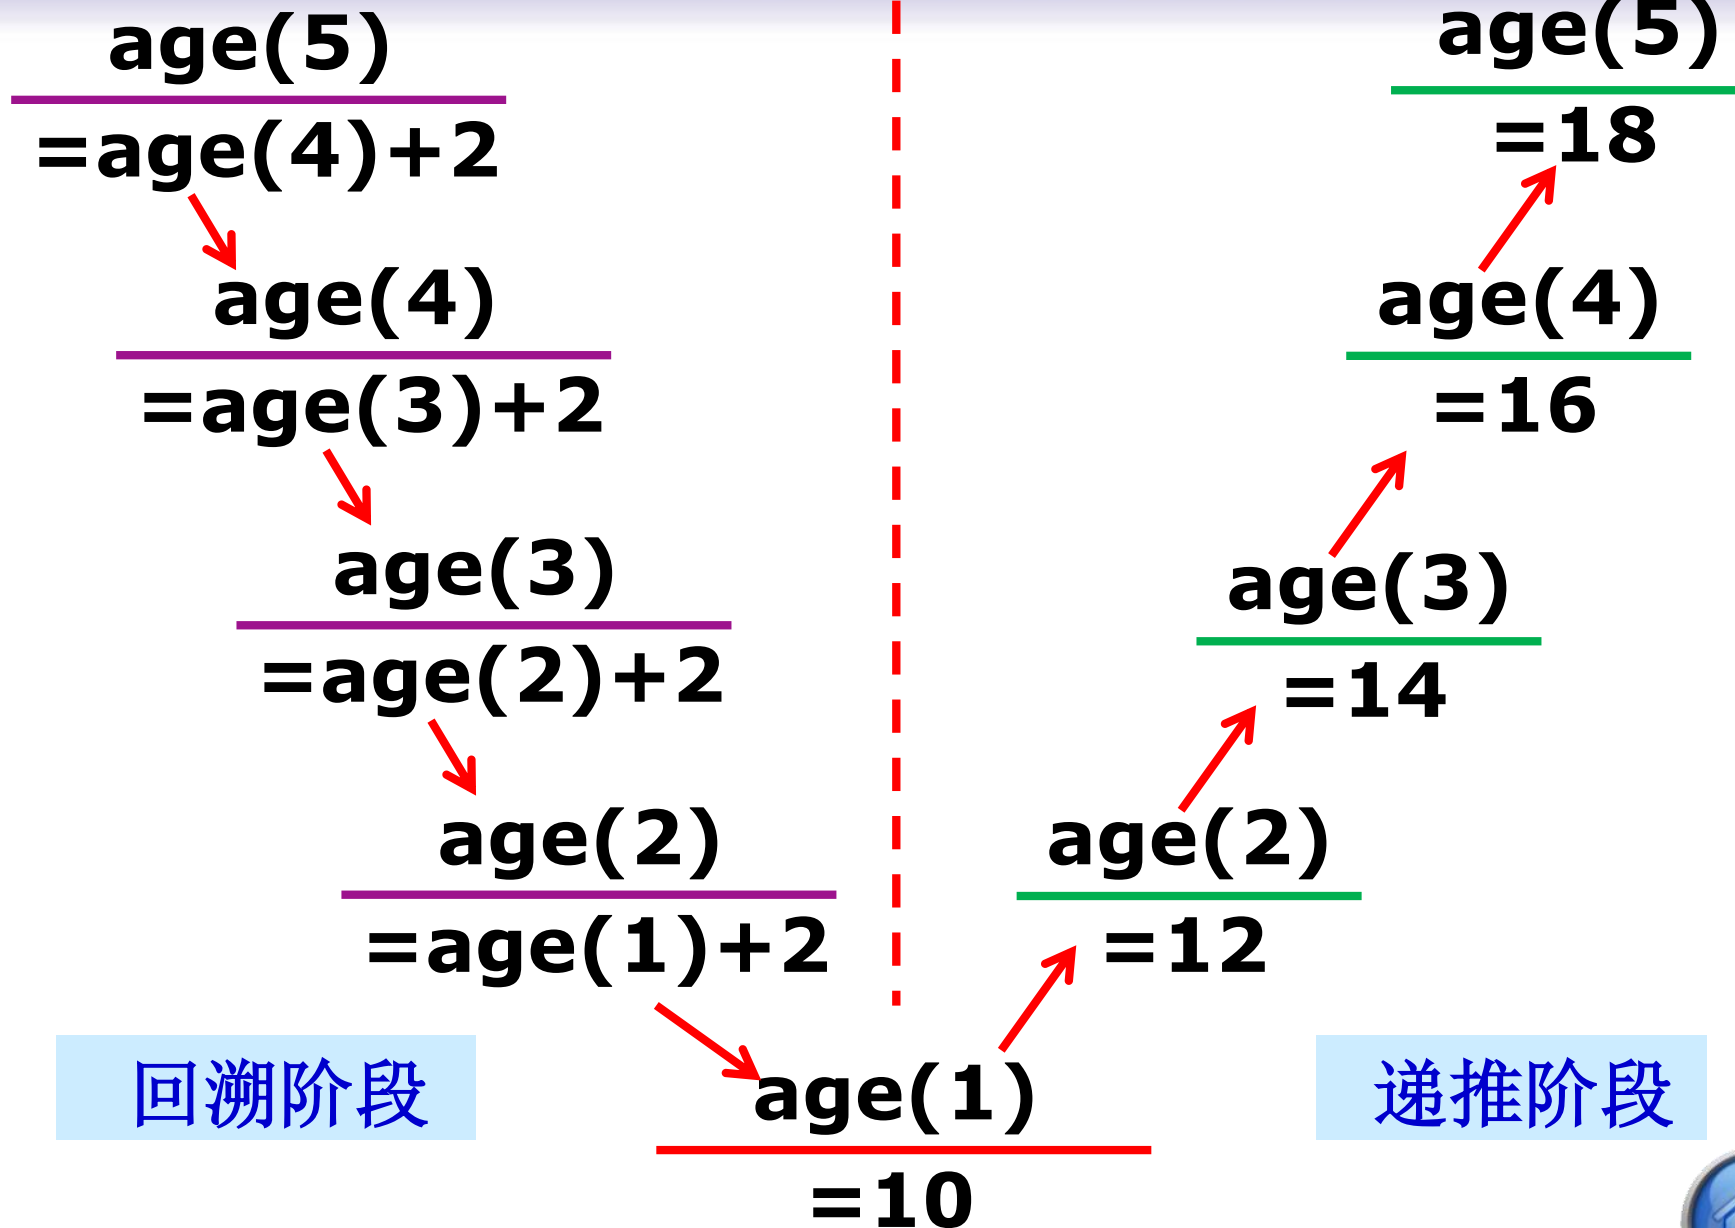 age(5)
=age(4)+2
age(4)
=age(3)+2
age(3)
=age(2)+2
age(2)
=age(1)+2
age(1)
=10
age(2)
=12
age(3)
=14
age(4)
=16
age(5)
=18
回溯阶段
递推阶段